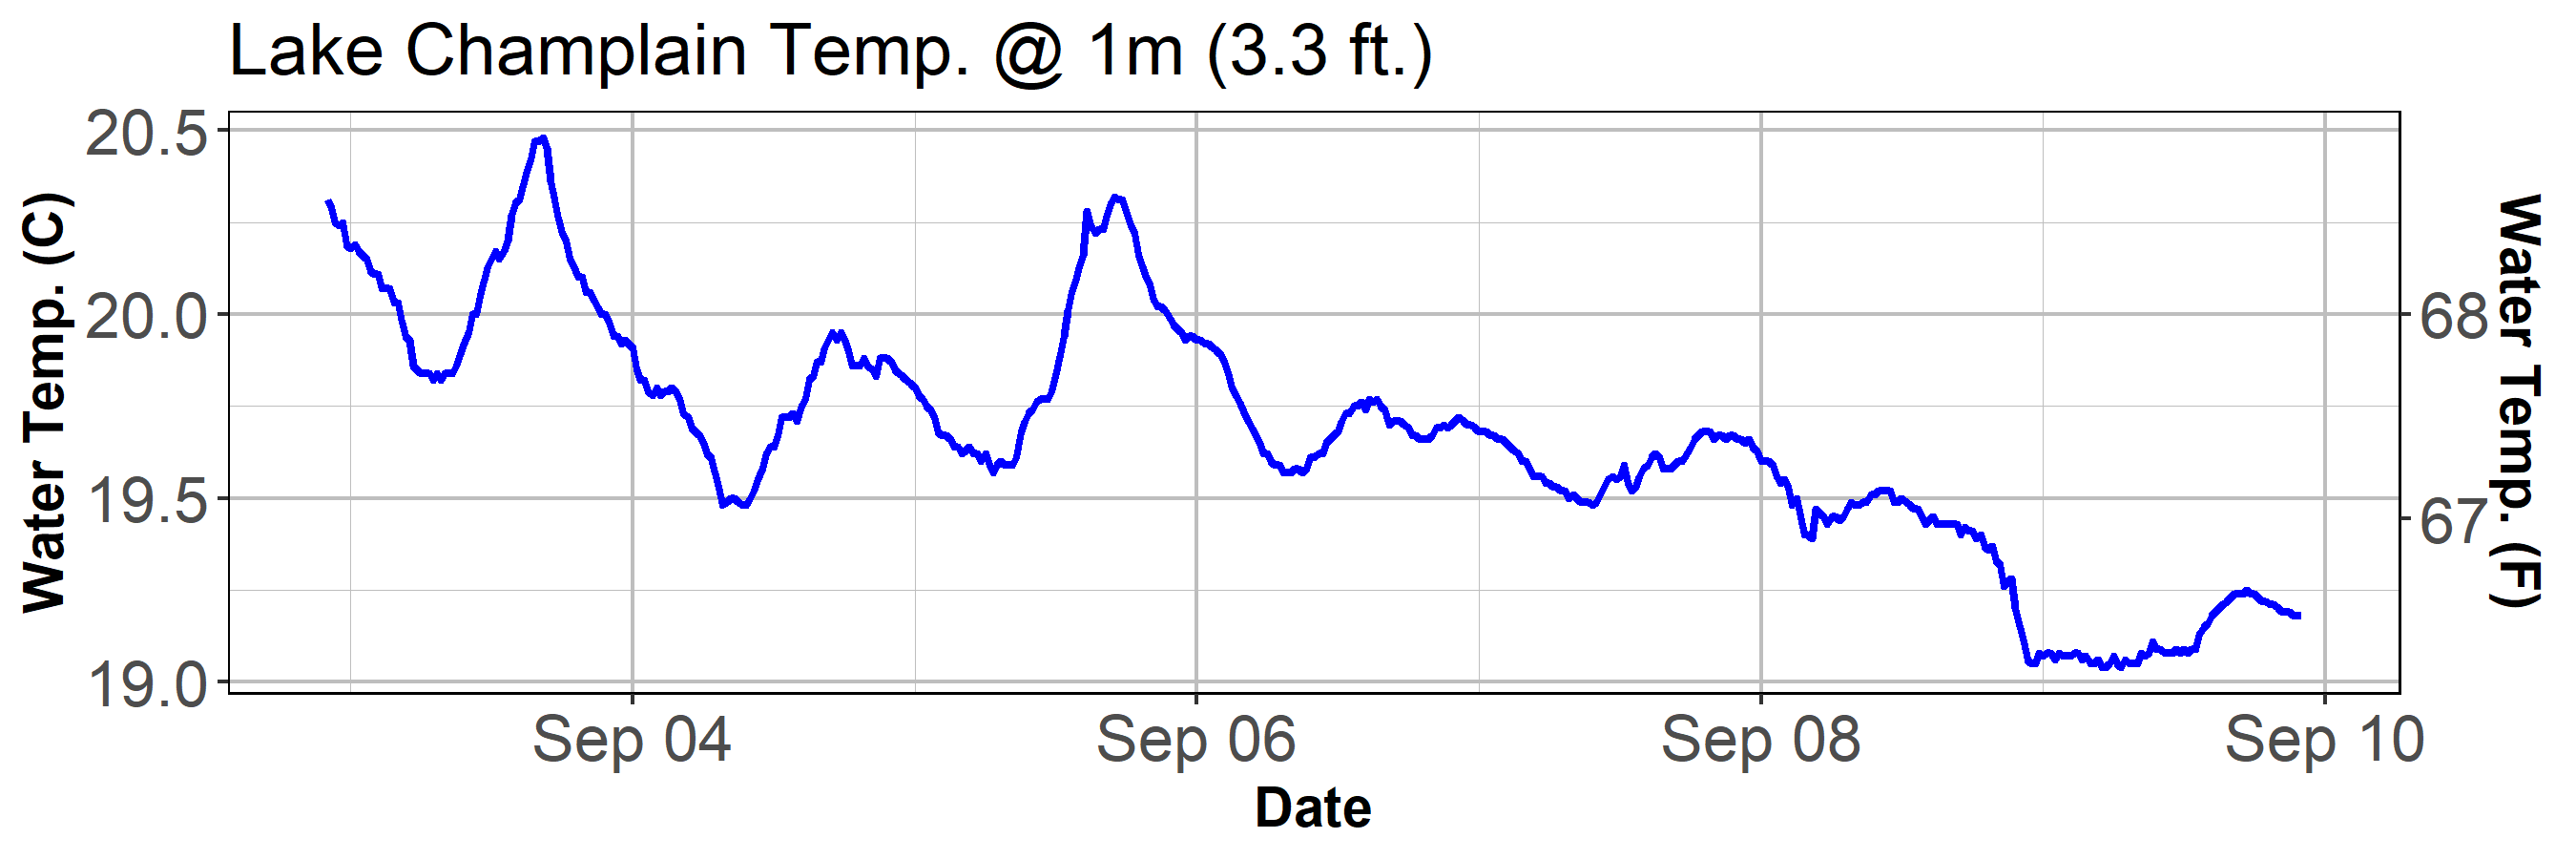 Lake Champlain Temp. @ 1m (3.3 ft.)
Water Temp. (C)
20.5
20.0
19.5
19.0
68
67
Water Temp. (F)
Sep 04
Sep 06
Sep 08
Sep 10
Date